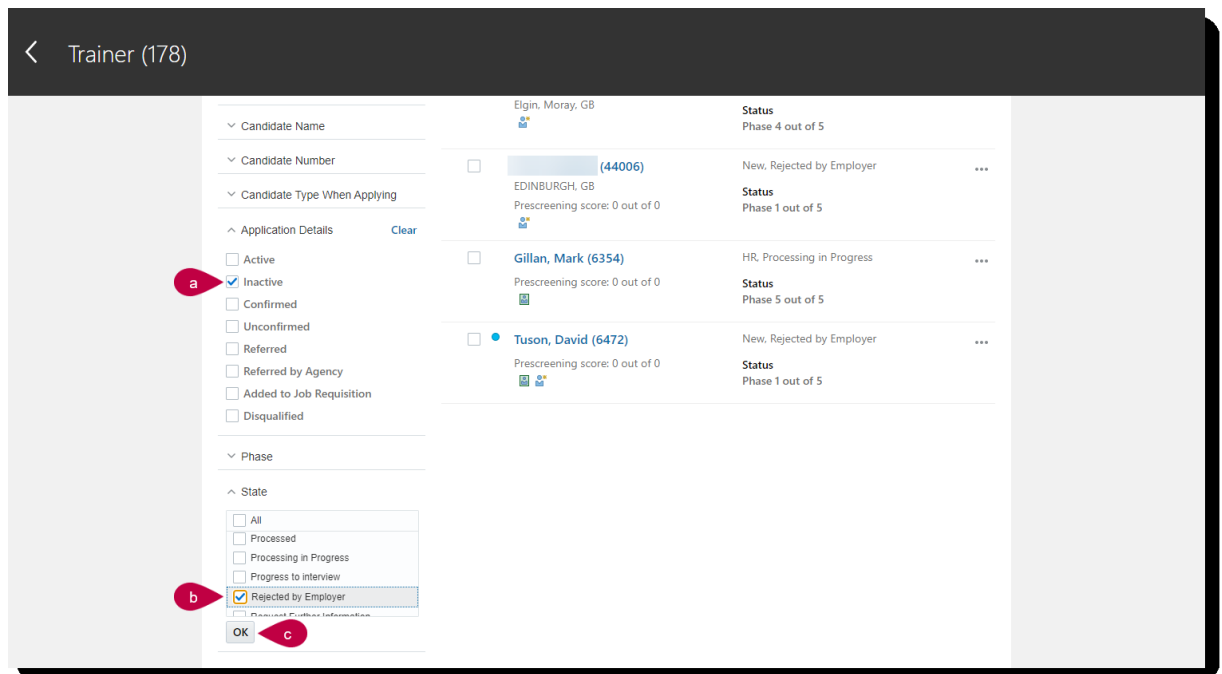 Trainer (178)
Candidate Name
Candidate Number
Candidate Type When Applying
Application Details Clear
Active
a
Inactive
Confirmed
Unconfirmed
Referred
Referred by Agency
Added to Job Requisition
Disqualified
Phase
State
All
Processed
Processing in Progress
Progress to interview
b
Rejected by Employer
Request Further Information
OK
c
Elgin, Moray, GB
Status
Phase 4 out of 5
(44006)
EDINBURGH, GB
Prescreening score: 0 out of 0
New, Rejected by Employer
Status
Phase 1 out of 5
Gillan, Mark (6354)
Prescreening score: 0 out of 0
HR, Processing in Progress
Status
Phase 5 out of 5
Tuson, David (6472)
Prescreening score: 0 out of 0
New, Rejected by Employer
Status
Phase 1 out of 5